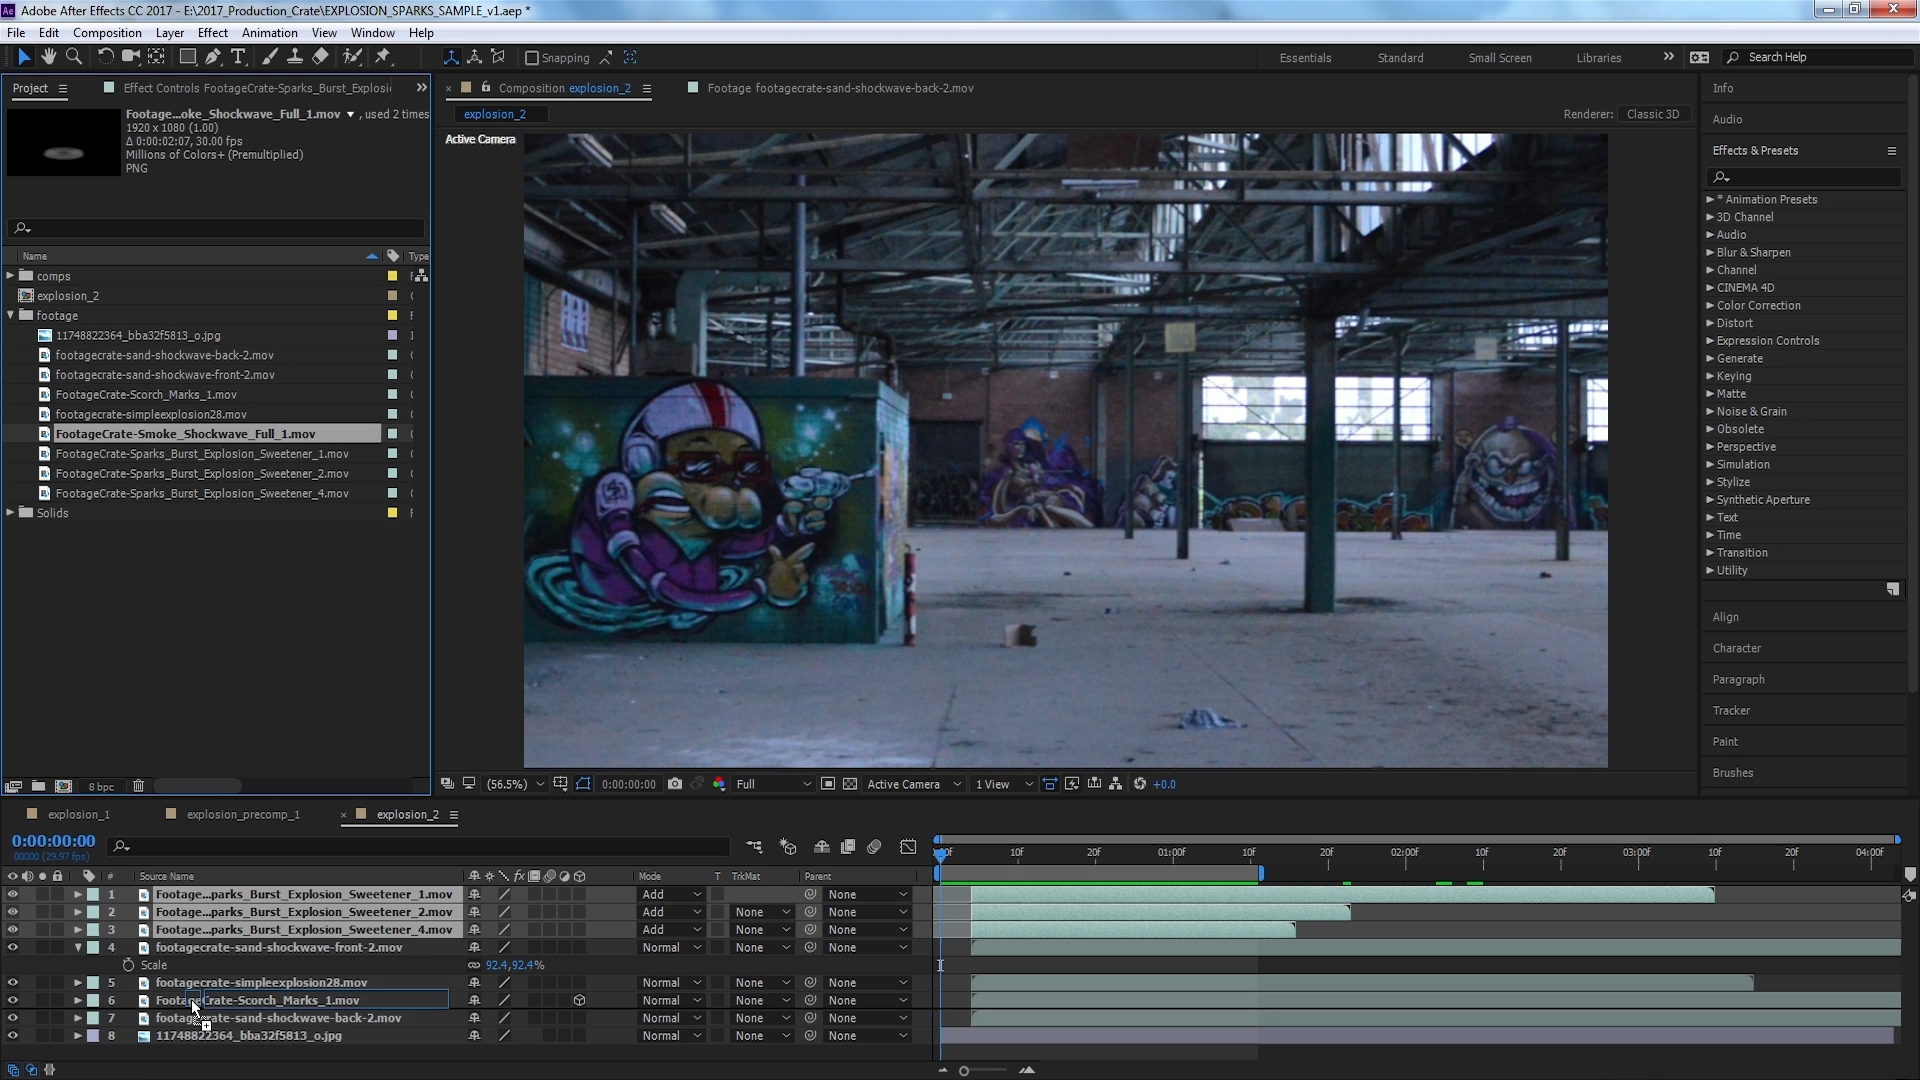 Adobe After Effects CC 2017 - E:\2017_Production_Crate\EXPLOSION_SPARKS_SAMPLE_v1.aep *
File Edit Composition Layer Effect Animation View Window Help
Snapping Essentials Standard Small Screen Libraries Search Help
Project Effect Controls FootageCrate-Sparks_Burst_Explosi
Composition explosion_2 Footage footagecrate-sand-shockwave-back-2.mov
Info
explosion_2 Renderer: Classic 3D
Active Camera
Footage...oke_Shockwave_Full_1.mov , used 2 times
1920 x 1080 (1.00)
Δ 0:00:02:07, 30.00 fps
Millions of Colors+ (Premultiplied)
PNG
Audio
Effects & Presets
* Animation Presets
3D Channel
Audio
Blur & Sharpen
Channel
CINEMA 4D
Color Correction
Distort
Expression Controls
Generate
Keying
Matte
Noise & Grain
Obsolete
Perspective
Simulation
Stylize
Synthetic Aperture
Text
Time
Transition
Utility
Align
Character
Paragraph
Tracker
Paint
Brushes
Name Type
comps
explosion_2
footage
11748822364_bba32f5813_o.jpg
footagecrate-sand-shockwave-back-2.mov
footagecrate-sand-shockwave-front-2.mov
FootageCrate-Scorch_Marks_1.mov
footagecrate-simpleexplosion28.mov
FootageCrate-Smoke_Shockwave_Full_1.mov
FootageCrate-Sparks_Burst_Explosion_Sweetener_1.mov
FootageCrate-Sparks_Burst_Explosion_Sweetener_2.mov
FootageCrate-Sparks_Burst_Explosion_Sweetener_4.mov
Solids
8 bpc
(56.5%) 0:00:00:00 Full Active Camera 1 View +0.0
explosion_1 explosion_precomp_1 explosion_2
0:00:00:00
00000 (29.97 fps)
10f 20f 01:00f 10f 20f 02:00f 10f 20f 03:00f 10f 20f 04:00f
# Source Name Mode T TrkMat Parent
1 Footage...parks_Burst_Explosion_Sweetener_1.mov Add None
2 Footage...parks_Burst_Explosion_Sweetener_2.mov Add None None
3 Footage...parks_Burst_Explosion_Sweetener_4.mov Add None None
4 footagecrate-sand-shockwave-front-2.mov Normal None None
Scale 92.4,92.4%
5 footagecrate-simpleexplosion28.mov Normal None None
6 FootageCrate-Scorch_Marks_1.mov Normal None None
7 footagecrate-sand-shockwave-back-2.mov Normal None None
8 11748822364_bba32f5813_o.jpg Normal None None